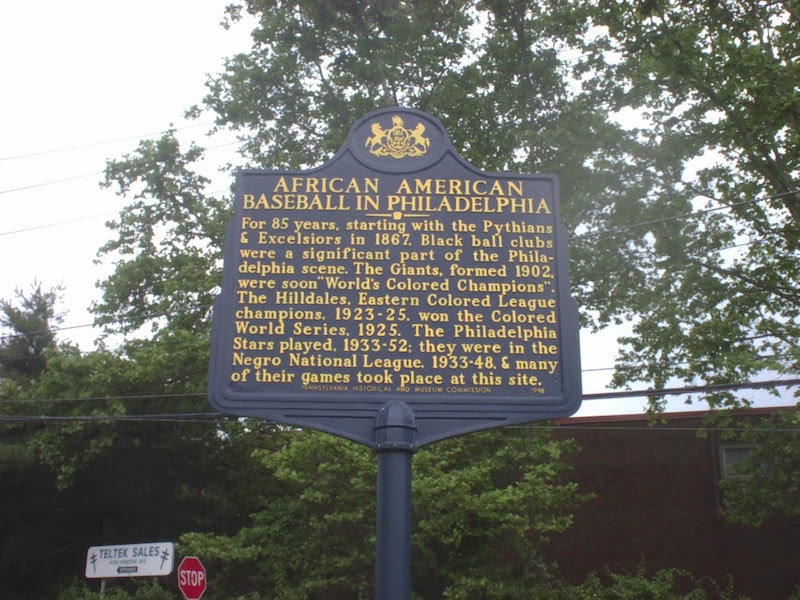 AFRICAN AMERICAN
BASEBALL IN PHILADELPHIA
For 85 years, starting with the Pythians
& Excelsiors in 1867, Black ball clubs
were a significant part of the Phila-
delphia scene. The Giants, formed 1902,
were soon "World's Colored Champions".
The Hilldales, Eastern Colored League
champions, 1923-25, won the Colored
World Series, 1925. The Philadelphia
Stars played, 1933-52; they were in the
Negro National League, 1933-48, & many
of their games took place at this site.
PENNSYLVANIA HISTORICAL AND MUSEUM COMMISSION 1998
TELTEK SALES
STOP